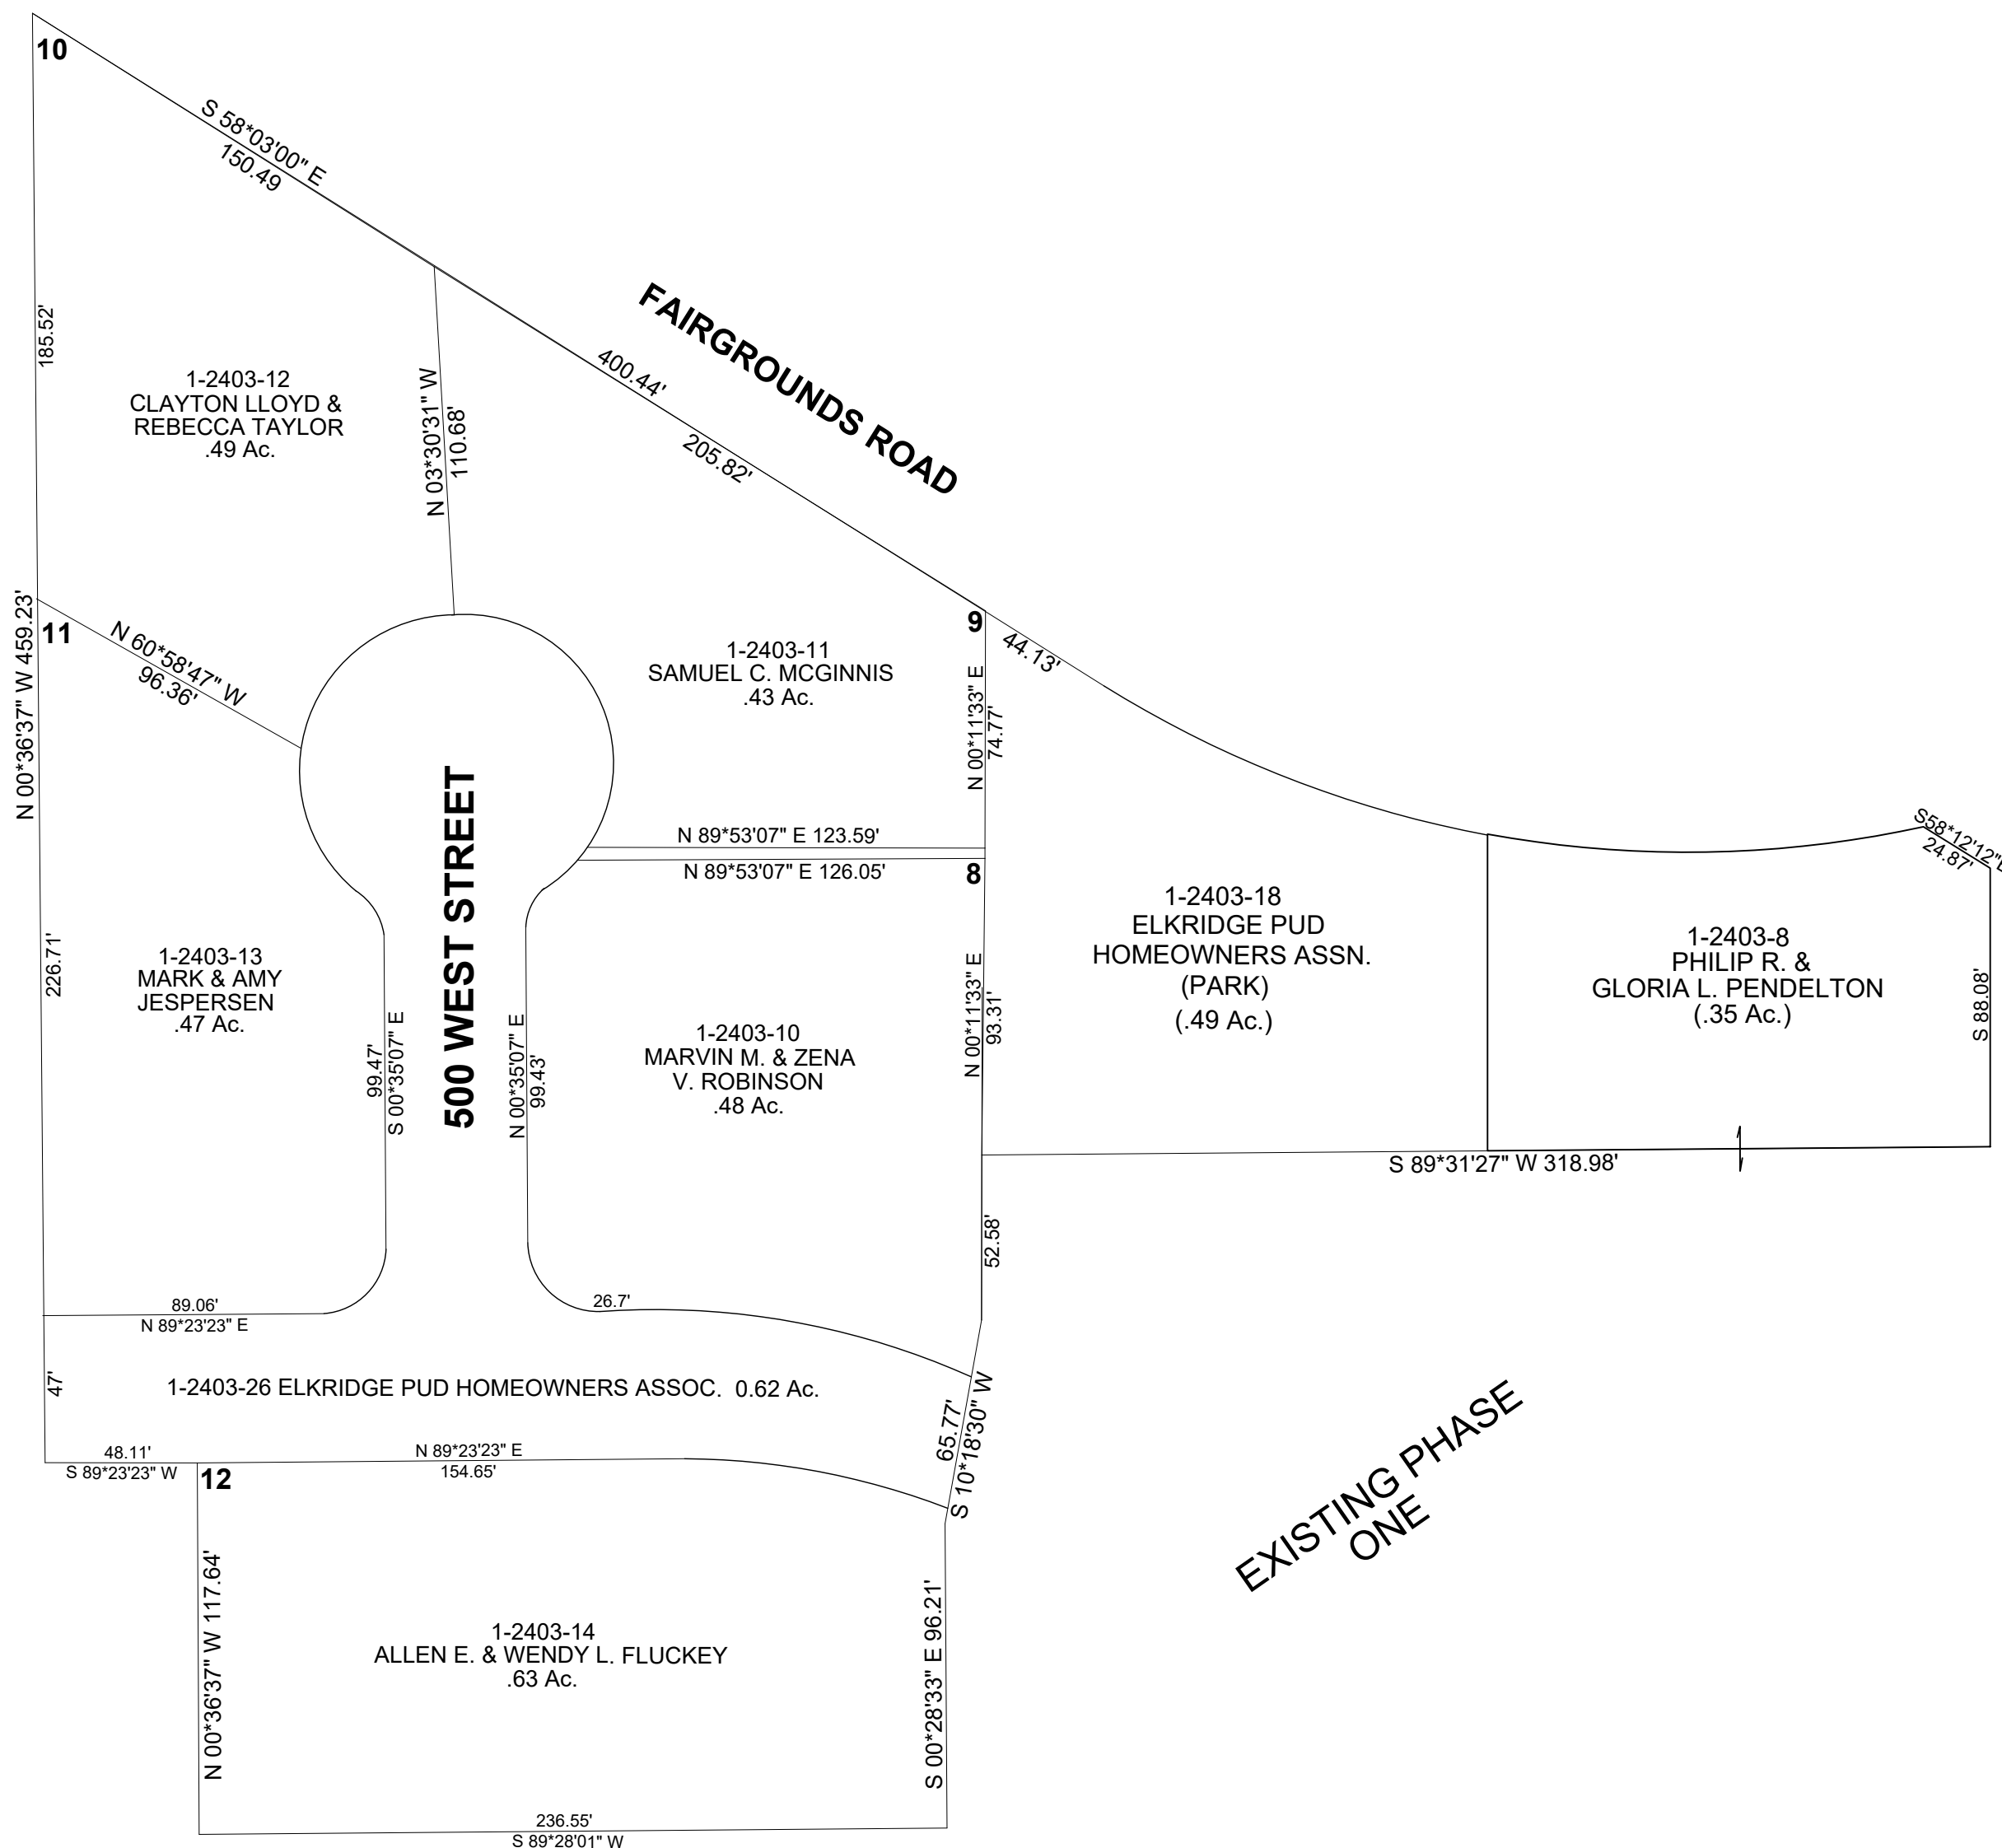 10
S 58*03'00" E
150.49
185.52'
FAIRGROUNDS ROAD
400.44'
205.82'
1-2403-12
CLAYTON LLOYD &
REBECCA TAYLOR
.49 Ac.
N 03*30'31" W
110.68'
N 00*36'37" W 459.23'
11
N 60*58'47" W
96.36'
9
44.13'
1-2403-11
SAMUEL C. MCGINNIS
.43 Ac.
N 00*11'33" E
74.77'
500 WEST STREET
N 89*53'07" E 123.59'
N 89*53'07" E 126.05'
8
S58*12'12"E
24.87'
1-2403-18
ELKRIDGE PUD
HOMEOWNERS ASSN.
(PARK)
(.49 Ac.)
1-2403-8
PHILIP R. &
GLORIA L. PENDELTON
(.35 Ac.)
S 88.08'
226.71'
1-2403-13
MARK & AMY
JESPERSEN
.47 Ac.
99.47'
S 00*35'07" E
N 00*35'07" E
99.43'
1-2403-10
MARVIN M. & ZENA
V. ROBINSON
.48 Ac.
N 00*11'33" E
93.31'
S 89*31'27" W 318.98'
52.58'
89.06'
N 89*23'23" E
26.7'
47'
1-2403-26 ELKRIDGE PUD HOMEOWNERS ASSOC. 0.62 Ac.
65.77'
S 10*18'30" W
48.11'
S 89*23'23" W
12
N 89*23'23" E
154.65'
EXISTING PHASE
ONE
N 00*36'37" W 117.64'
1-2403-14
ALLEN E. & WENDY L. FLUCKEY
.63 Ac.
S 00*28'33" E 96.21'
236.55'
S 89*28'01" W